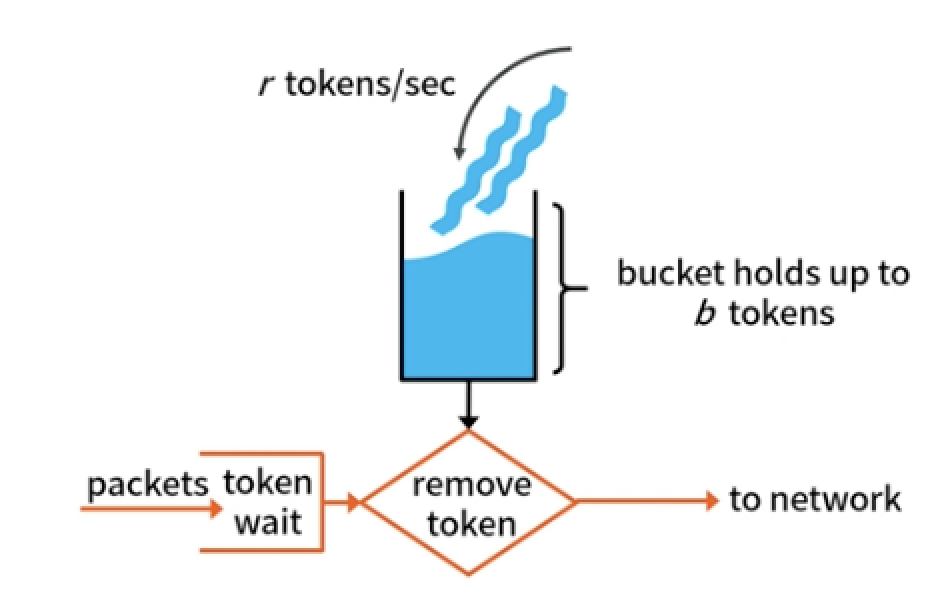 r tokens/sec
bucket holds up to
b tokens
packets
token
wait
remove
token
to network